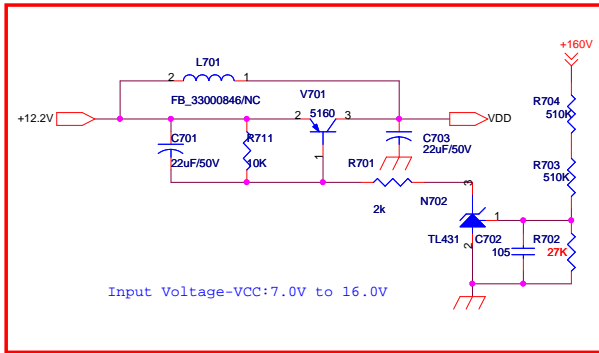 +160V
L701
2
1
V701
FB_33000846/NC
R704
510K
+12.2V
2
5160
3
VDD
C701
R711
C703
22uF/50V
10K
1
R701
22uF/50V
R703
510K
3
N702
2k
1
TL431
C702
R702
2
105
27K
Input Voltage-VCC:7.0V to 16.0V